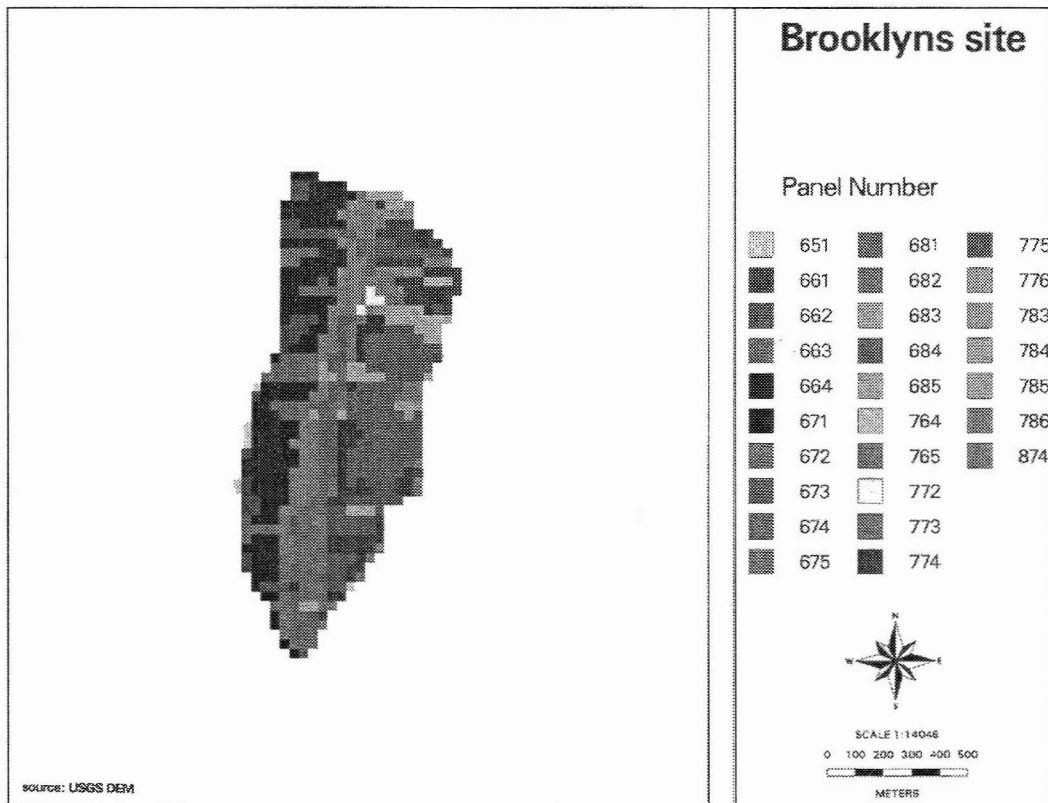 Brooklyns site
Panel Number
651 681 775
661 682 776
662 683 783
663 684 784
664 685 785
671 764 786
672 765 874
673 772
674 773
675 774
N
W E
S
SCALE 1:14046
0 100 200 300 400 500
METERS
source: USGS DEM